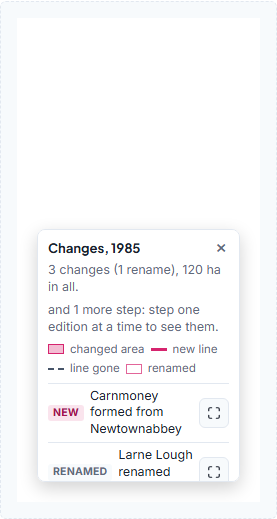 Changes, 1985
3 changes (1 rename), 120 ha
in all.
and 1 more step: step one
edition at a time to see them.
changed area new line
line gone renamed
NEW Carnmoney
formed from
Newtownabbey
RENAMED Larne Lough
renamed